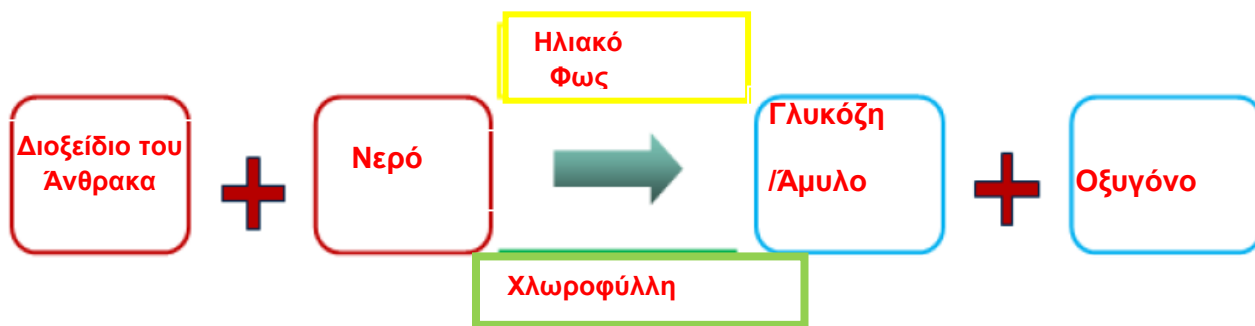 Ηλιακό
Φως
Διοξείδιο του
Άνθρακα
Νερό
Γλυκόζη
/Άμυλο
Οξυγόνο
Χλωροφύλλη